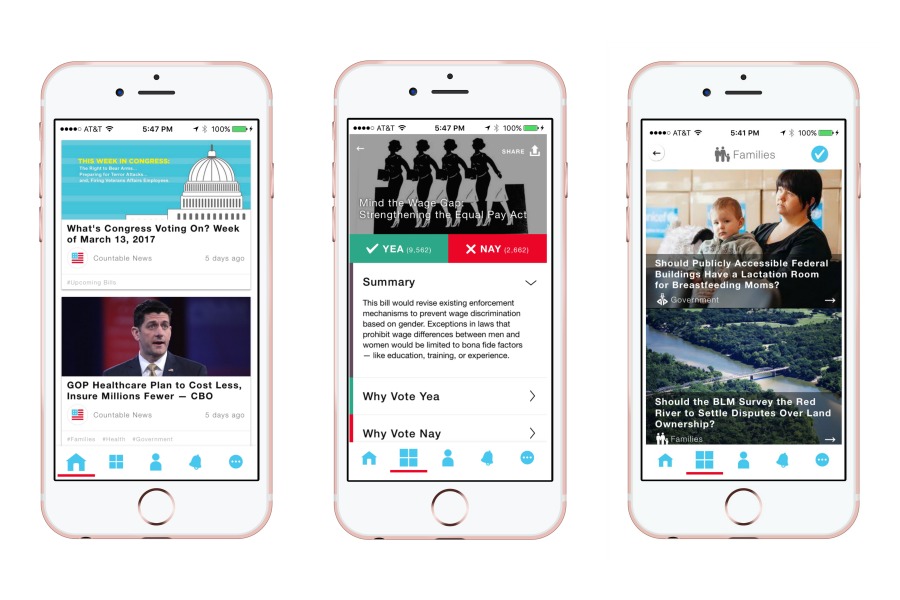 AT&T 5:47 PM 100%
THIS WEEK IN CONGRESS:
The Right to Bear Arms...
Preparing for Terror Attacks...
and, Firing Veterans Affairs Employees.
What's Congress Voting On? Week
of March 13, 2017
Countable News 5 days ago
#Upcoming Bills
GOP Healthcare Plan to Cost Less,
Insure Millions Fewer — CBO
Countable News 5 days ago
#Families #Health #Government
AT&T 5:47 PM 100%
SHARE
Mind the Wage Gap:
Strengthening the Equal Pay Act
YEA (9,562) NAY (2,662)
Summary
This bill would revise existing enforcement
mechanisms to prevent wage discrimination
based on gender. Exceptions in laws that
prohibit wage differences between men and
women would be limited to bona fide factors
— like education, training, or experience.
Why Vote Yea
Why Vote Nay
AT&T 5:41 PM 100%
Families
unicef
Should Publicly Accessible Federal
Buildings Have a Lactation Room
for Breastfeeding Moms?
Government
Should the BLM Survey the Red
River to Settle Disputes Over Land
Ownership?
Families